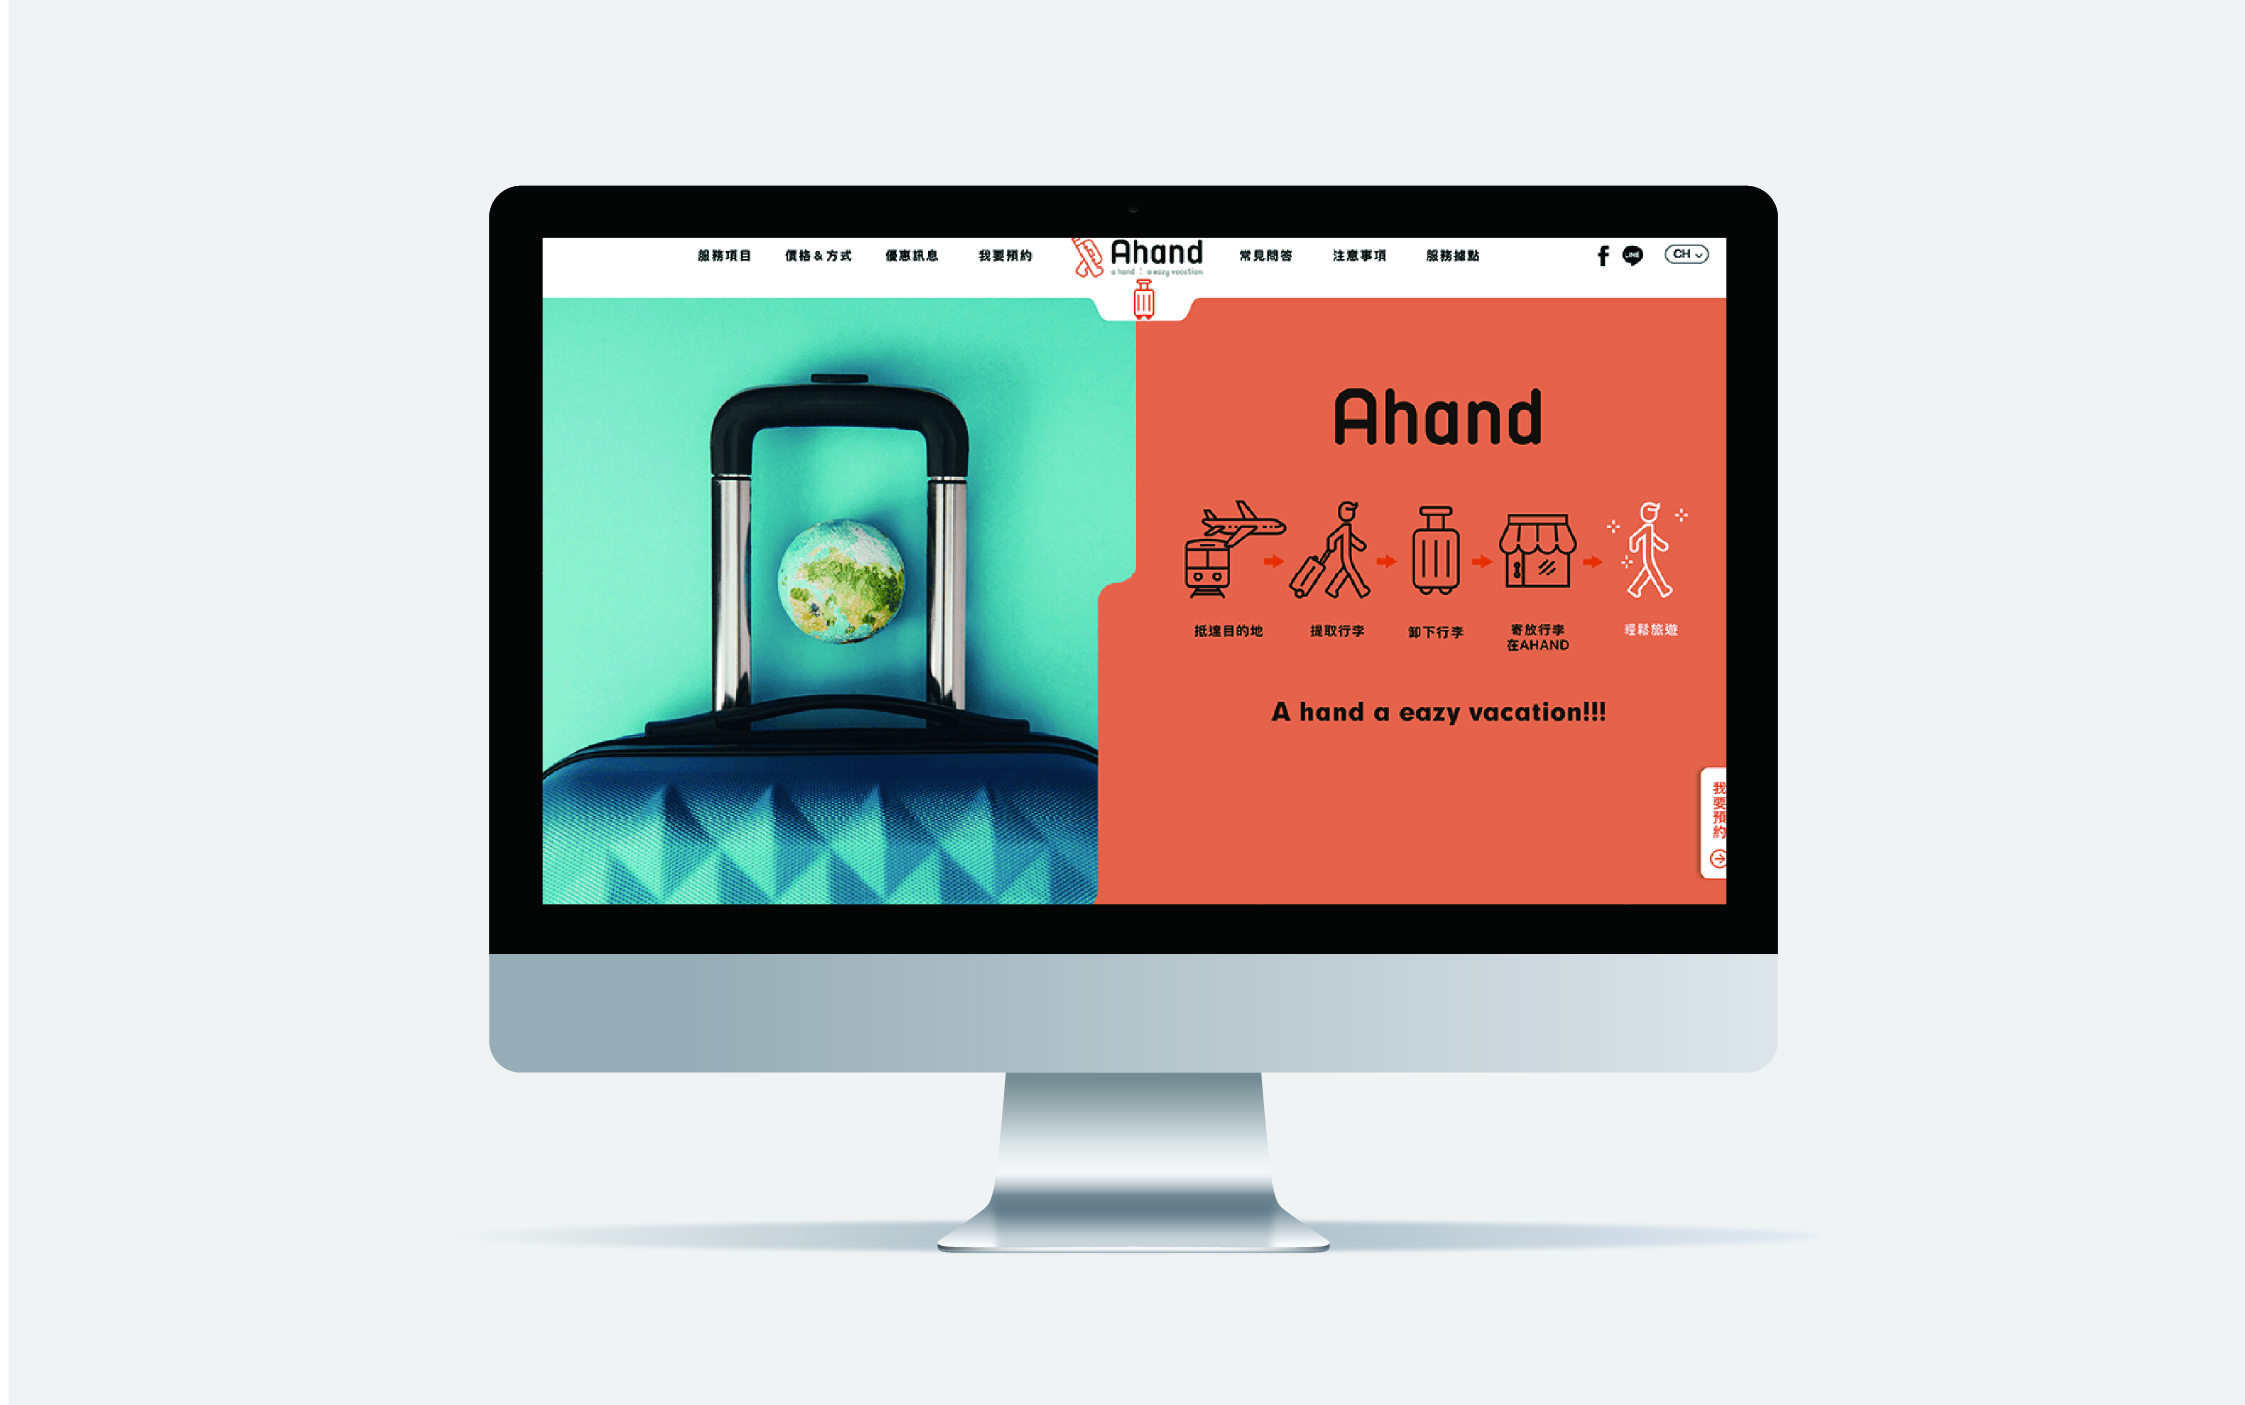 服務項目
價格&方式
優惠訊息
我要預約
Ahand
a hand a eazy vacation
常見問答
注意事項
服務據點
f
LINE
CH
Ahand
抵達目的地
提取行李
卸下行李
寄放行李
在AHAND
輕鬆旅遊
A hand a eazy vacation!!!
我要預約